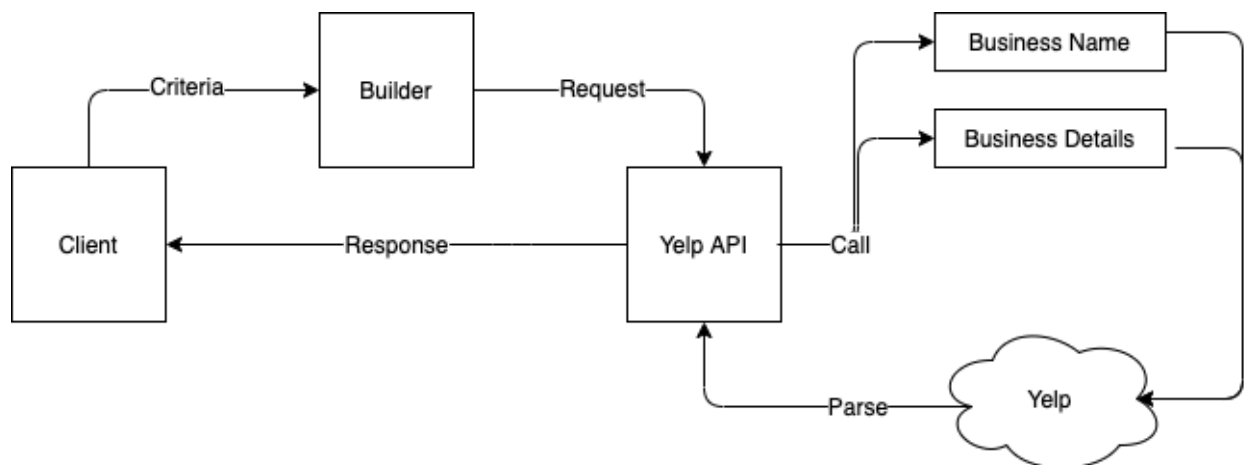 Business Name
Criteria
Builder
Request
Business Details
Client
Response
Yelp API
Call
Parse
Yelp